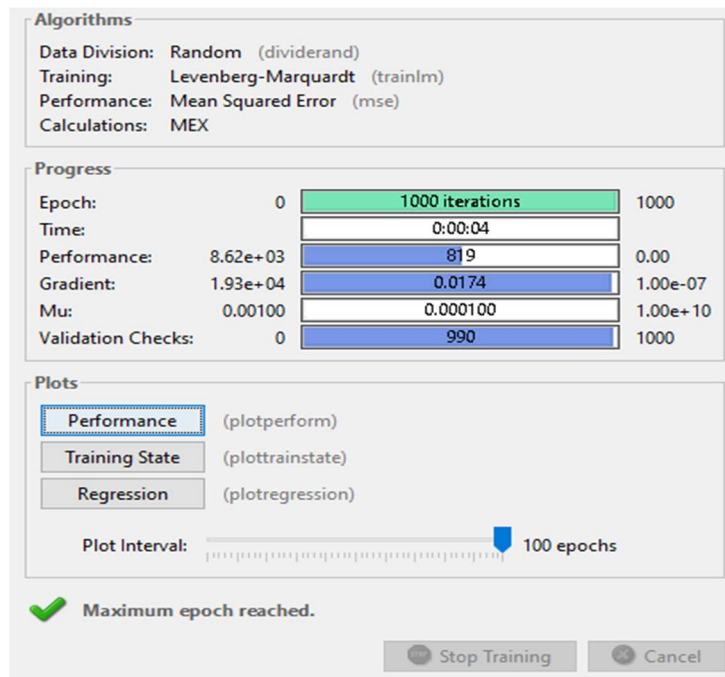 Algorithms
Data Division: Random (dividerand)
Training: Levenberg-Marquardt (trainlm)
Performance: Mean Squared Error (mse)
Calculations: MEX
Progress
Epoch: 0 1000 iterations 1000
Time: 0:00:04
Performance: 8.62e+03 819 0.00
Gradient: 1.93e+04 0.0174 1.00e-07
Mu: 0.00100 0.000100 1.00e+10
Validation Checks: 0 990 1000
Plots
Performance (plotperform)
Training State (plottrainstate)
Regression (plotregression)
Plot Interval: 100 epochs
Maximum epoch reached.
Stop Training Cancel